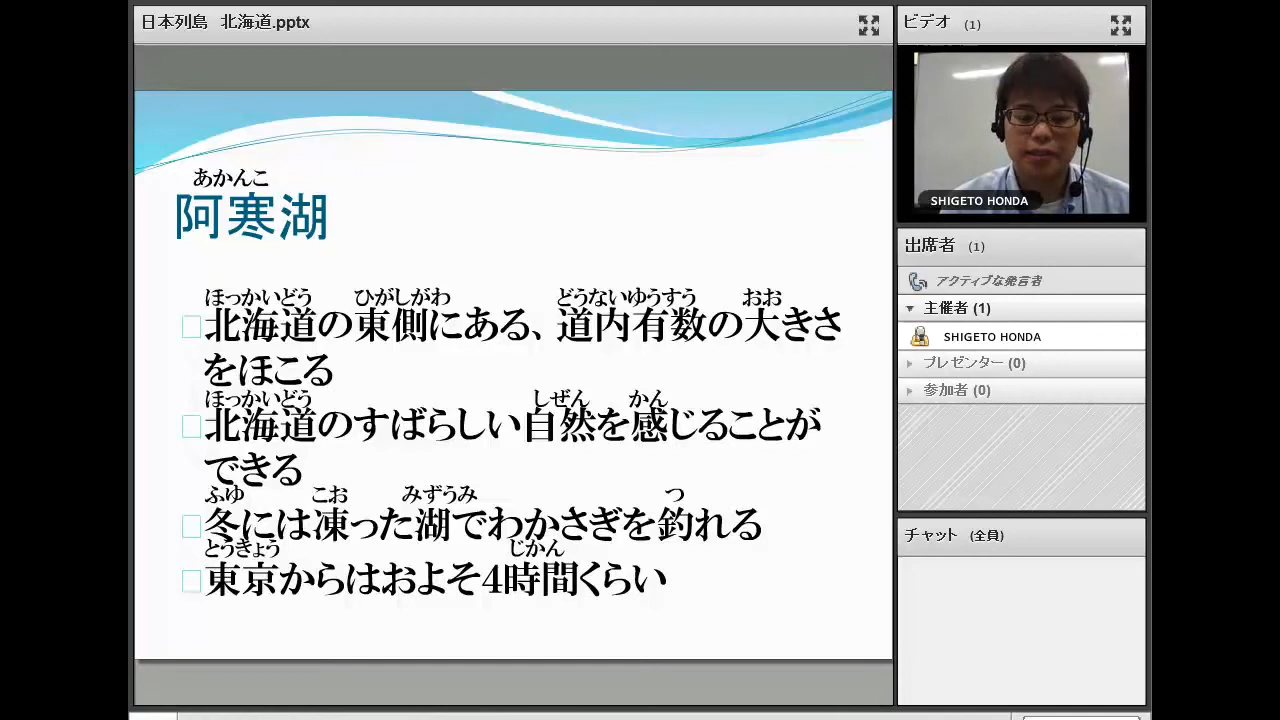 日本列島 北海道.pptx
あかんこ
阿寒湖
ほっかいどう ひがしがわ どうないゆうすう おお
北海道の東側にある、道内有数の大きさ
をほこる
ほっかいどう しぜん かん
北海道のすばらしい自然を感じることが
できる
ふゆ こお みずうみ つ
冬には凍った湖でわかさぎを釣れる
とうきょう じかん
東京からはおよそ4時間くらい
ビデオ (1)
SHIGETO HONDA
出席者 (1)
アクティブな発言者
主催者 (1)
SHIGETO HONDA
プレゼンター (0)
参加者 (0)
チャット (全員)